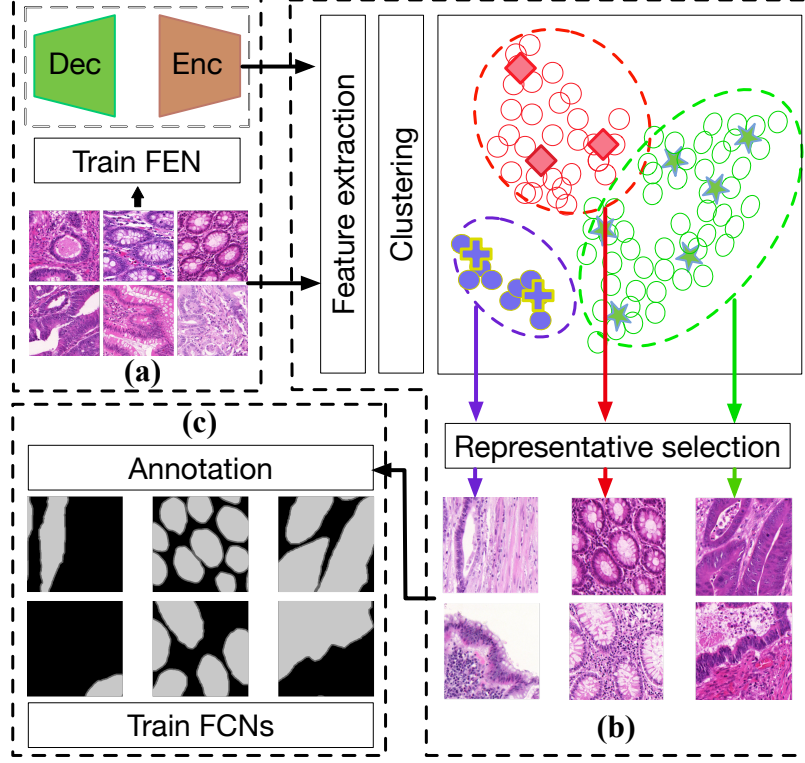 Dec
Enc
Train FEN
(a)
Feature extraction
Clustering
Representative selection
(b)
(c)
Annotation
Train FCNs